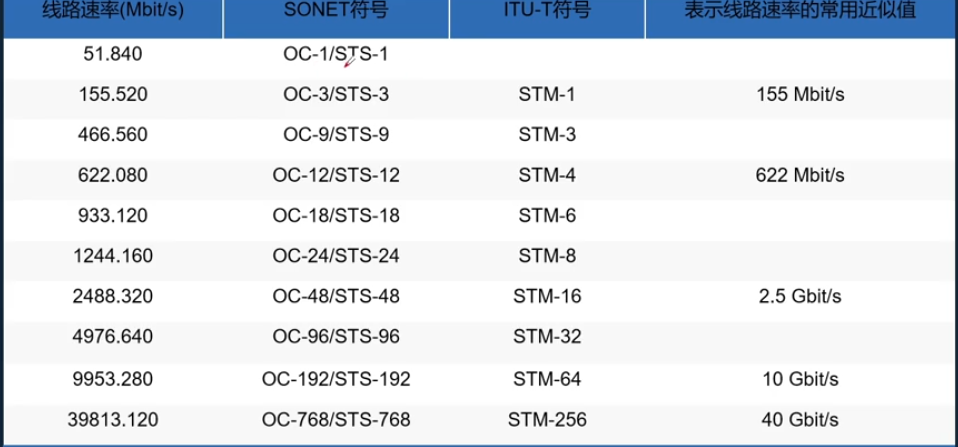 线路速率(Mbit/s) SONET符号 ITU-T符号 表示线路速率的常用近似值
51.840 OC-1/STS-1
155.520 OC-3/STS-3 STM-1 155 Mbit/s
466.560 OC-9/STS-9 STM-3
622.080 OC-12/STS-12 STM-4 622 Mbit/s
933.120 OC-18/STS-18 STM-6
1244.160 OC-24/STS-24 STM-8
2488.320 OC-48/STS-48 STM-16 2.5 Gbit/s
4976.640 OC-96/STS-96 STM-32
9953.280 OC-192/STS-192 STM-64 10 Gbit/s
39813.120 OC-768/STS-768 STM-256 40 Gbit/s